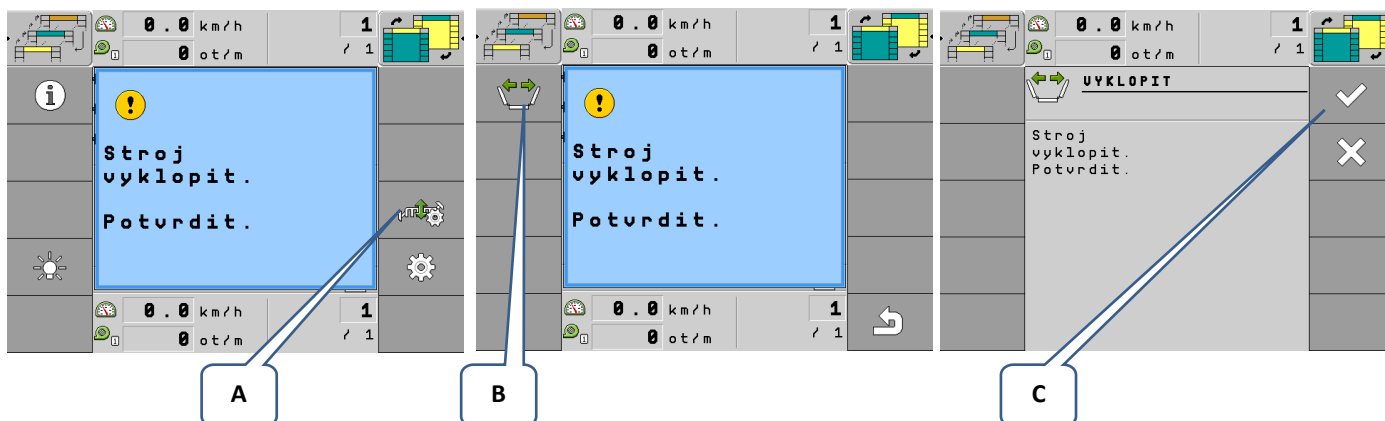 0.0 km/h 1
0 ot/m / 1
i
!
Stroj
vyklopit.
Potvrdit.
0.0 km/h 1
0 ot/m / 1
A
0.0 km/h 1
0 ot/m / 1
!
Stroj
vyklopit.
Potvrdit.
0.0 km/h 1
0 ot/m / 1
B
0.0 km/h 1
0 ot/m / 1
VYKLOPIT
Stroj
vyklopit.
Potvrdit.
C